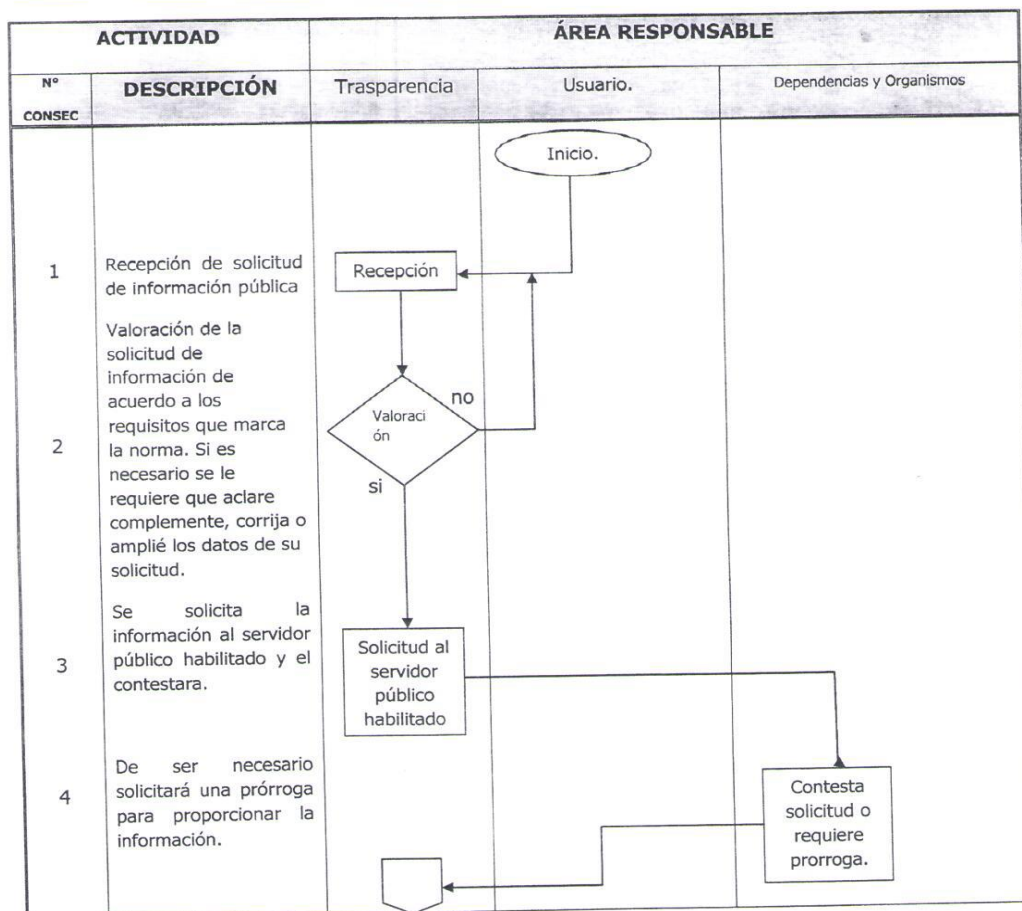 ACTIVIDAD
ÁREA RESPONSABLE
N°
CONSEC
DESCRIPCIÓN
Trasparencia
Usuario.
Dependencias y Organismos
Inicio.
1
Recepción de solicitud
de información pública
Recepción
2
Valoración de la
solicitud de
información de
acuerdo a los
requisitos que marca
la norma. Si es
necesario se le
requiere que aclare
complemente, corrija o
amplié los datos de su
solicitud.
Valoraci
ón
no
si
3
Se solicita la
información al servidor
público habilitado y el
contestara.
Solicitud al
servidor
público
habilitado
4
De ser necesario
solicitará una prórroga
para proporcionar la
información.
Contesta
solicitud o
requiere
prorroga.